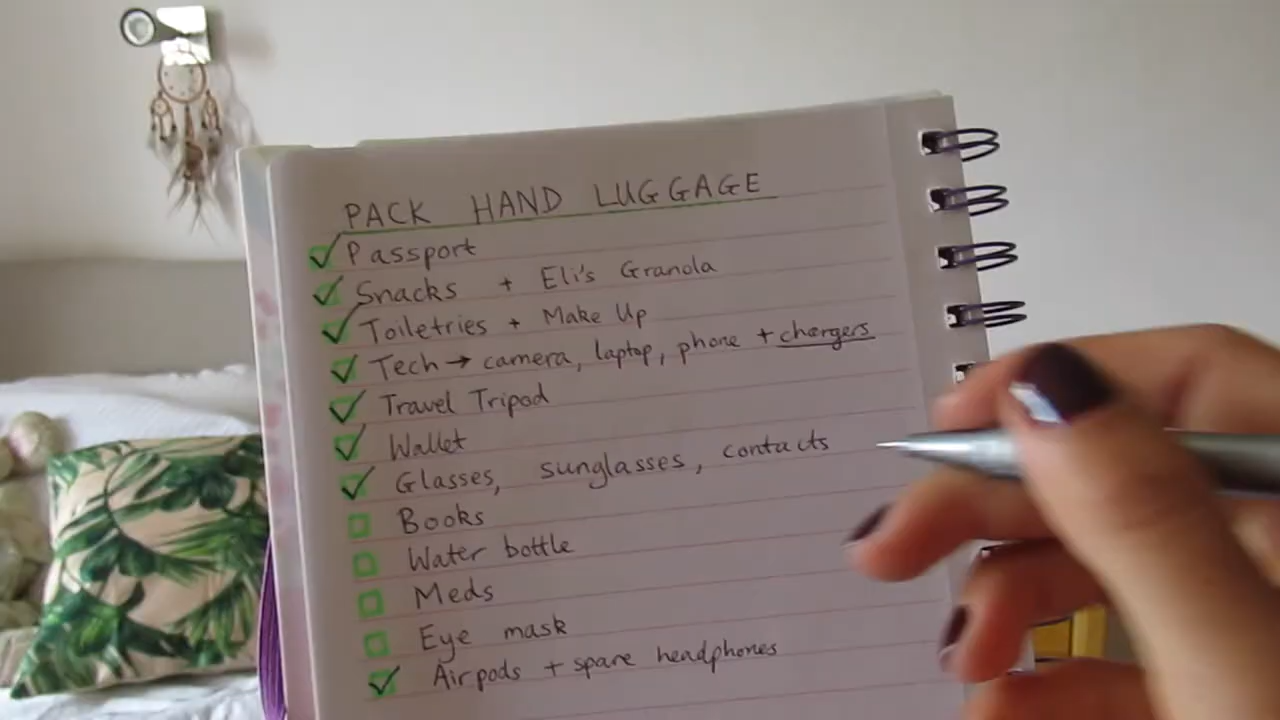 PACK HAND LUGGAGE
Passport
Snacks + Eli's Granola
Toiletries + Make Up
Tech → camera, laptop, phone + chargers
Travel Tripod
Wallet
Glasses, sunglasses, contacts
Books
Water bottle
Meds
Eye mask
Airpods + spare headphones